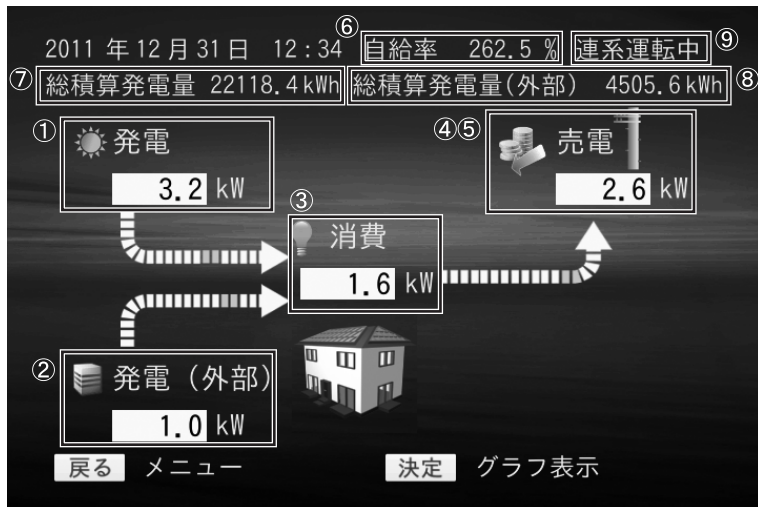 ⑥
2011 年 12 月 31 日 12 : 34 自給率 262.5 % 連系運転中 ⑨
⑦ 総積算発電量 22118.4 kWh 総積算発電量(外部) 4505.6 kWh ⑧
① 発電
3.2 kW
④⑤ 売電
2.6 kW
③
消費
1.6 kW
② 発電(外部)
1.0 kW
戻る メニュー 決定 グラフ表示